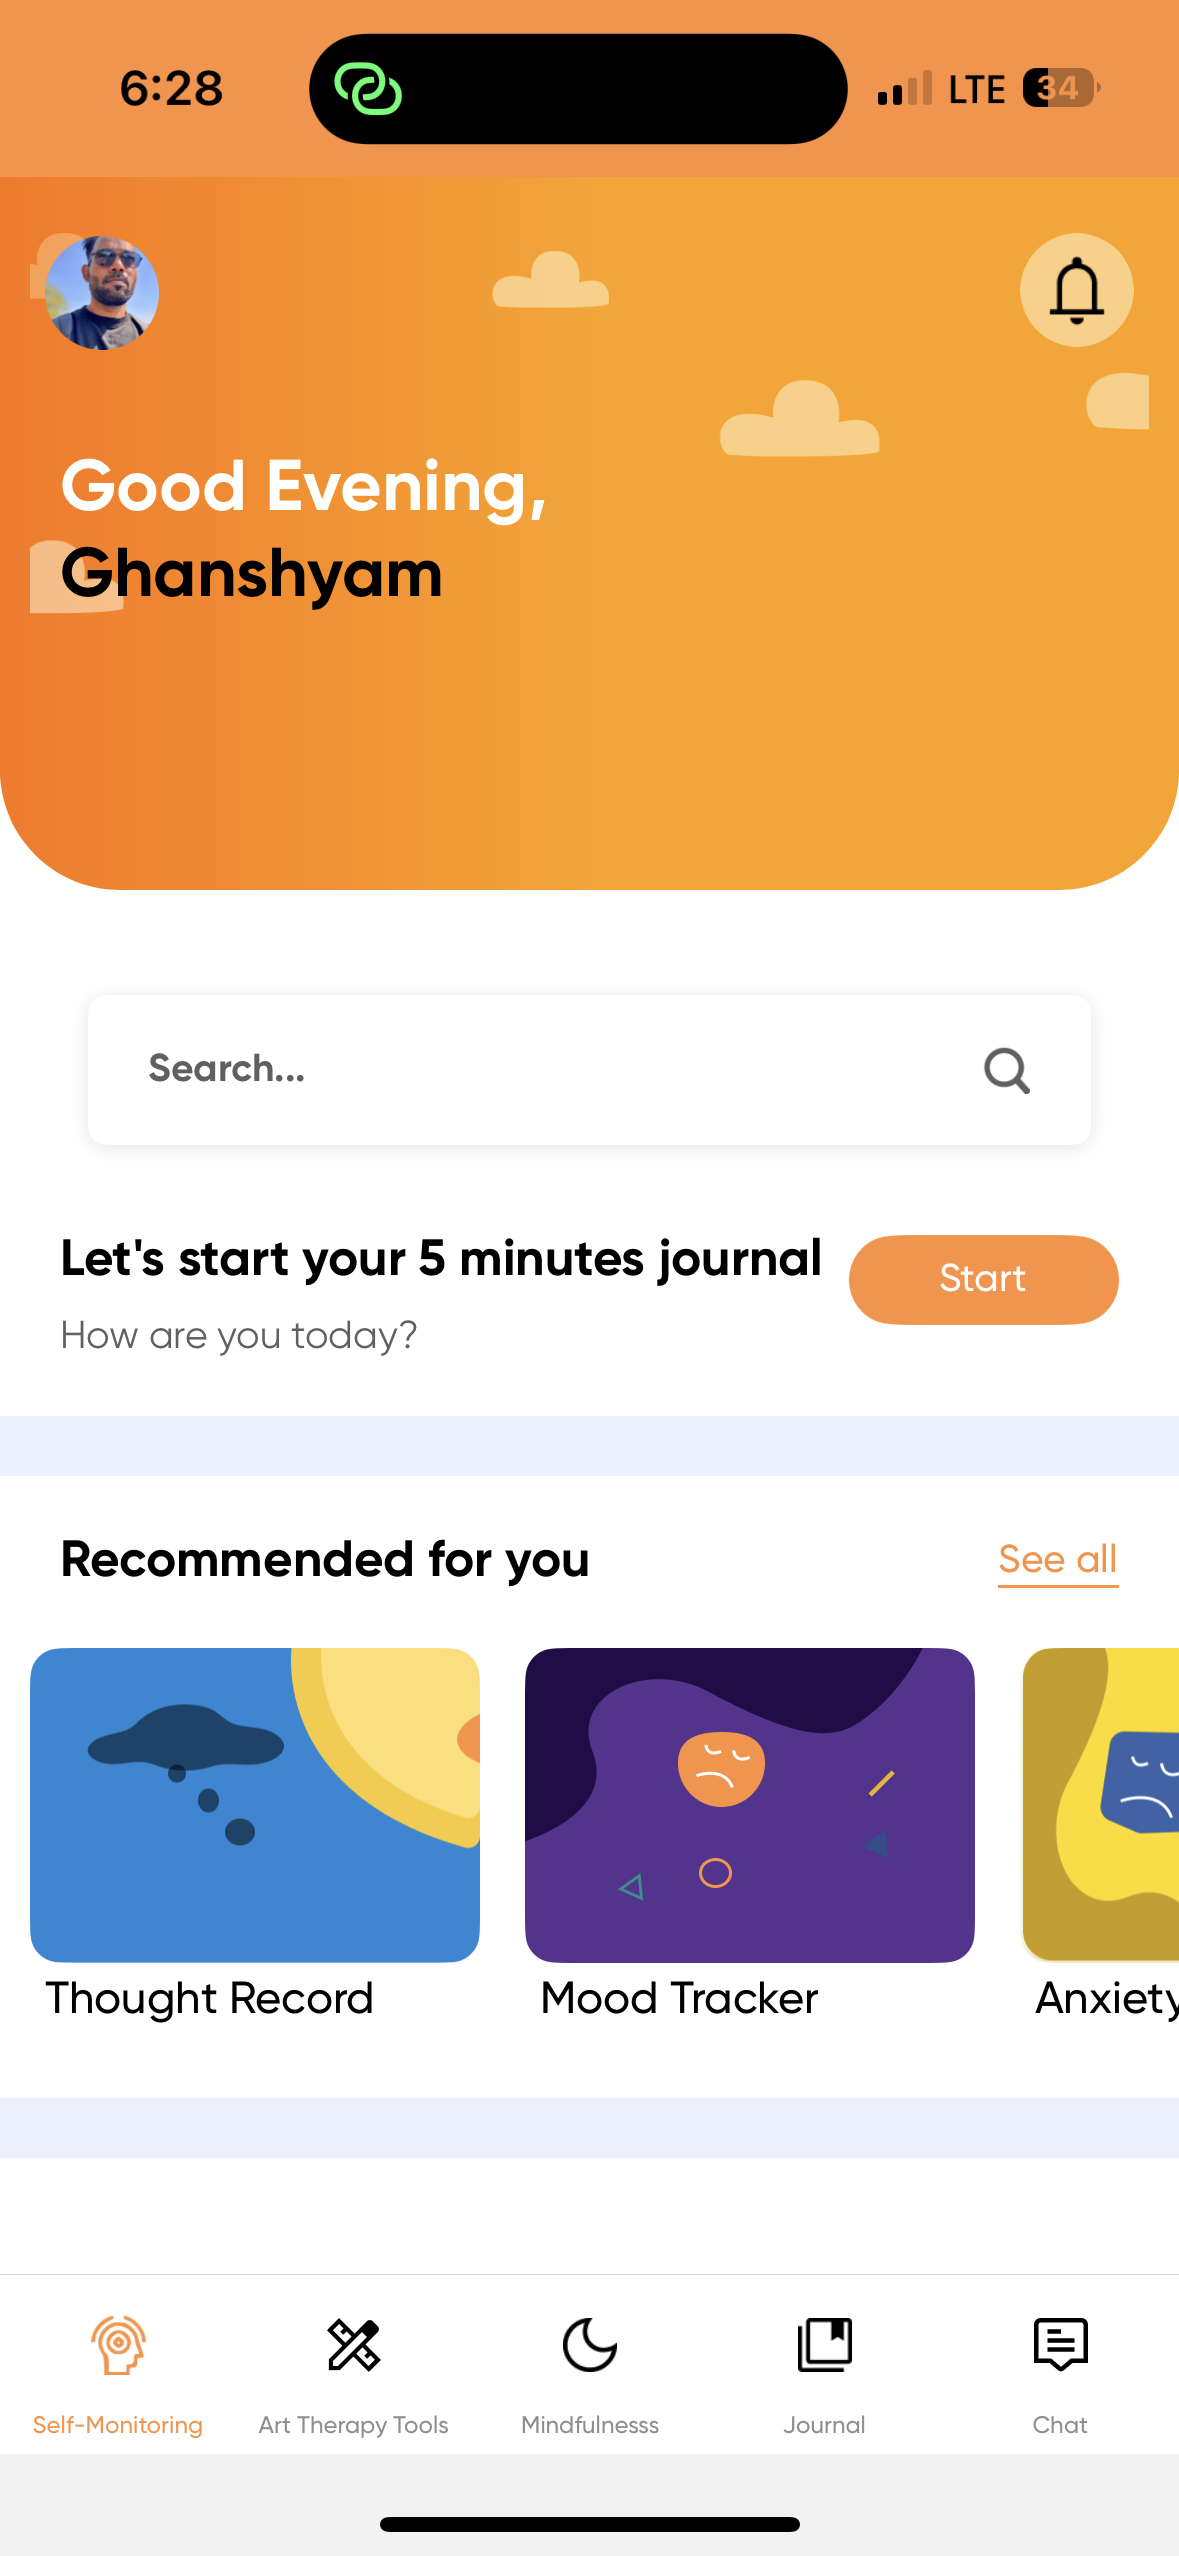 6:28
LTE
34
Good Evening,
Ghanshyam
Search...
Let's start your 5 minutes journal
Start
How are you today?
Recommended for you
See all
Thought Record
Mood Tracker
Anxiety
Self-Monitoring
Art Therapy Tools
Mindfulnesss
Journal
Chat